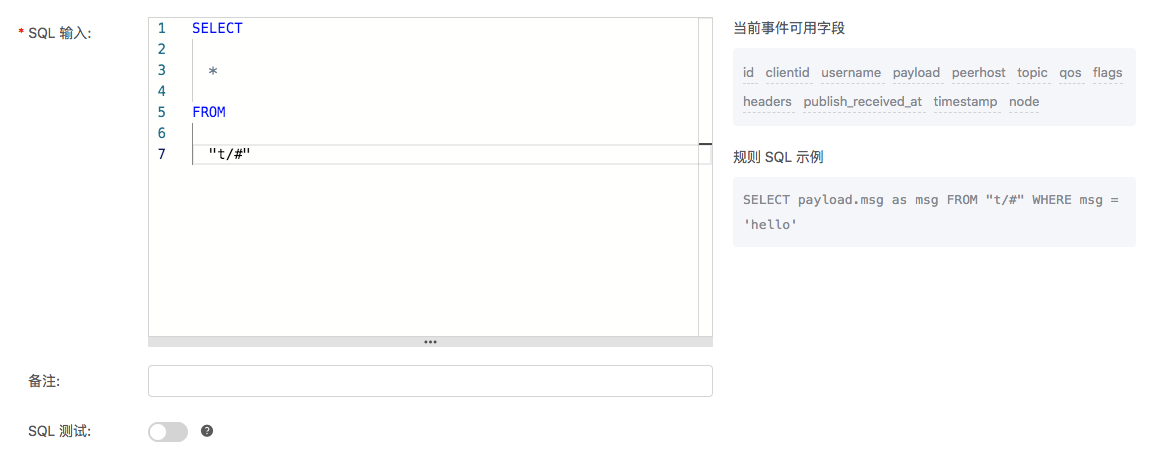 * SQL 输入:
1 SELECT
2
3 *
4
5 FROM
6
7 "t/#"
当前事件可用字段
id clientid username payload peerhost topic qos flags
headers publish_received_at timestamp node
规则 SQL 示例
SELECT payload.msg as msg FROM "t/#" WHERE msg =
'hello'
备注:
SQL 测试: ?